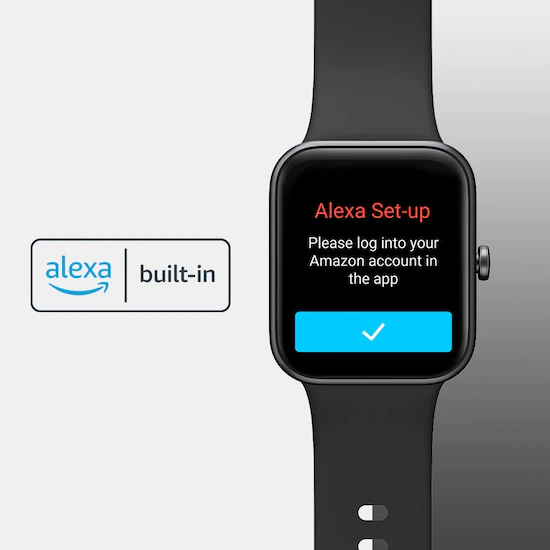 alexa | built-in
Alexa Set-up
Please log into your
Amazon account in
the app